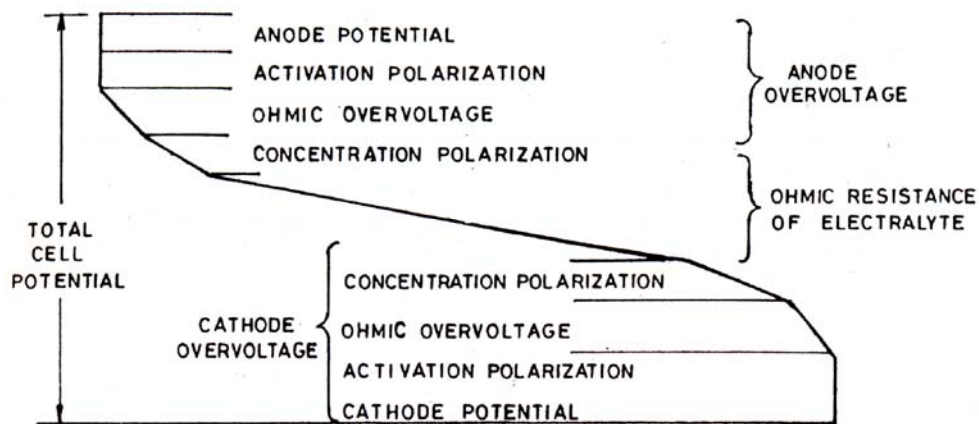 ANODE POTENTIAL
ACTIVATION POLARIZATION
OHMIC OVERVOLTAGE
CONCENTRATION POLARIZATION
ANODE
OVERVOLTAGE
OHMIC RESISTANCE
OF ELECTRALYTE
TOTAL
CELL
POTENTIAL
CATHODE
OVERVOLTAGE
CONCENTRATION POLARIZATION
OHMIC OVERVOLTAGE
ACTIVATION POLARIZATION
CATHODE POTENTIAL